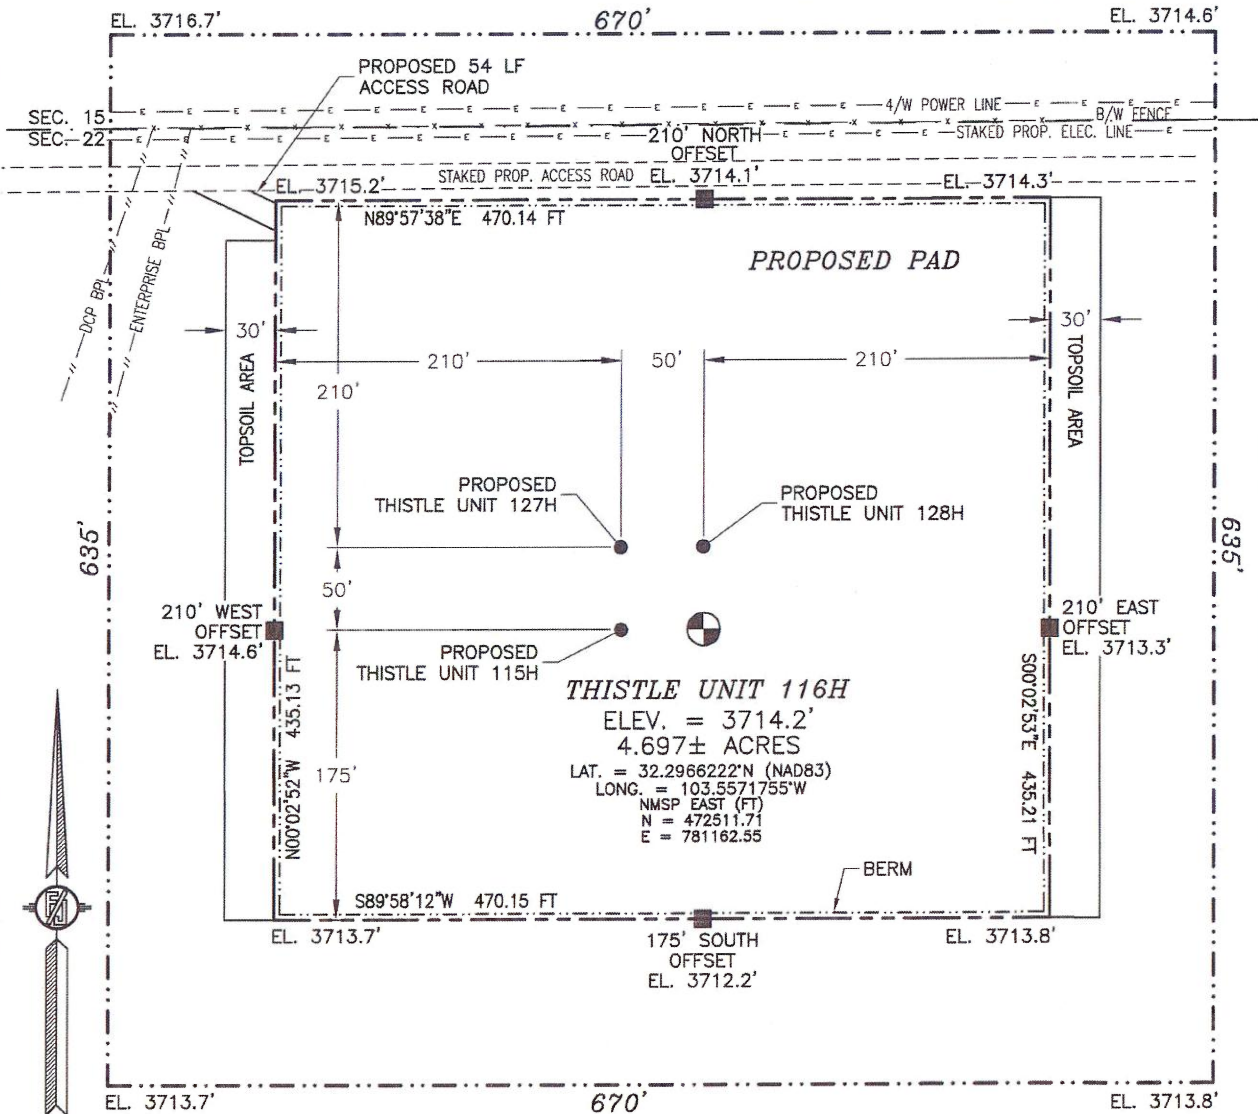 EL. 3716.7'
670'
EL. 3714.6'
PROPOSED 54 LF
ACCESS ROAD
4/W POWER LINE
B/W FENCE
SEC. 15
SEC. 22
210' NORTH
OFFSET
EL. 3714.1'
STAKED PROP. ELEC. LINE
STAKED PROP. ACCESS ROAD
EL. 3715.2'
EL. 3714.3'
N89°57'38"E 470.14 FT
PROPOSED PAD
DCP BPL
ENTERPRISE BPL
30'
30'
TOPSOIL AREA
TOPSOIL AREA
210'
50'
210'
210'
PROPOSED
THISTLE UNIT 127H
PROPOSED
THISTLE UNIT 128H
635'
635'
50'
210' WEST
OFFSET
EL. 3714.6'
210' EAST
OFFSET
EL. 3713.3'
PROPOSED
THISTLE UNIT 115H
N00°02'52"W 435.13 FT
S00°02'53"E 435.21 FT
175'
THISTLE UNIT 116H
ELEV. = 3714.2'
4.697± ACRES
LAT. = 32.2966222°N (NAD83)
LONG. = 103.5571755°W
NMSP EAST (FT)
N = 472511.71
E = 781162.55
BERM
S89°58'12"W 470.15 FT
EL. 3713.7'
175' SOUTH
OFFSET
EL. 3712.2'
EL. 3713.8'
EL. 3713.7'
670'
EL. 3713.8'